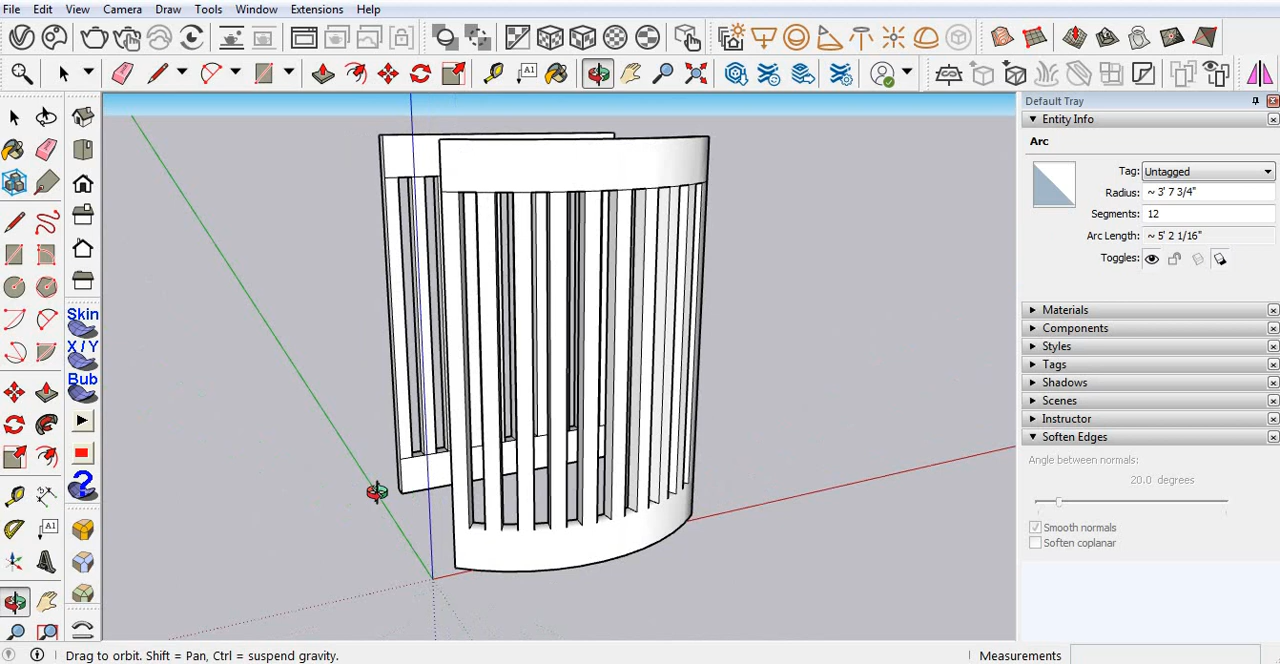 File Edit View Camera Draw Tools Window Extensions Help
A1
Default Tray
Entity Info
Arc
Tag: Untagged
Radius: ~ 3' 7 3/4"
Segments: 12
Arc Length: ~ 5' 2 1/16"
Toggles:
Materials
Components
Styles
Tags
Shadows
Scenes
Instructor
Soften Edges
Angle between normals:
20.0 degrees
Smooth normals
Soften coplanar
Skin
X / Y
Bub
?
A1
Drag to orbit. Shift = Pan, Ctrl = suspend gravity.
Measurements